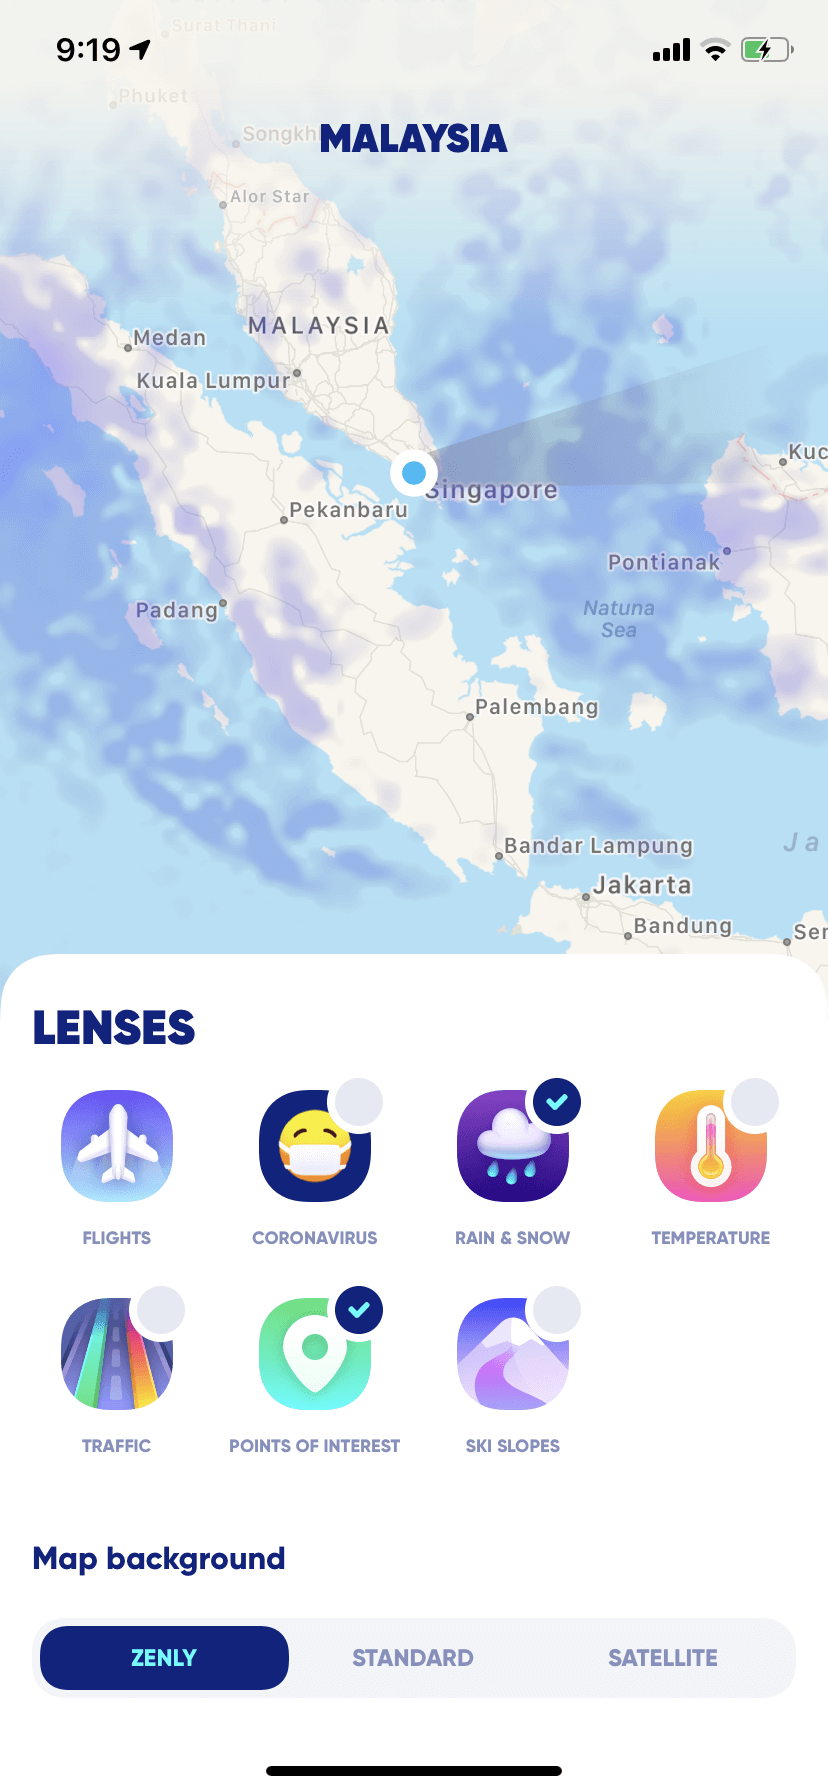 Surat Thani
9:19
Phuket
Songkh
MALAYSIA
Alor Star
MALAYSIA
Medan
Kuala Lumpur
Kuc
Singapore
Pekanbaru
Pontianak
Padang
Natuna
Sea
Palembang
Bandar Lampung
Ja
Jakarta
Bandung
Ser
LENSES
FLIGHTS
CORONAVIRUS
RAIN & SNOW
TEMPERATURE
TRAFFIC
POINTS OF INTEREST
SKI SLOPES
Map background
ZENLY
STANDARD
SATELLITE